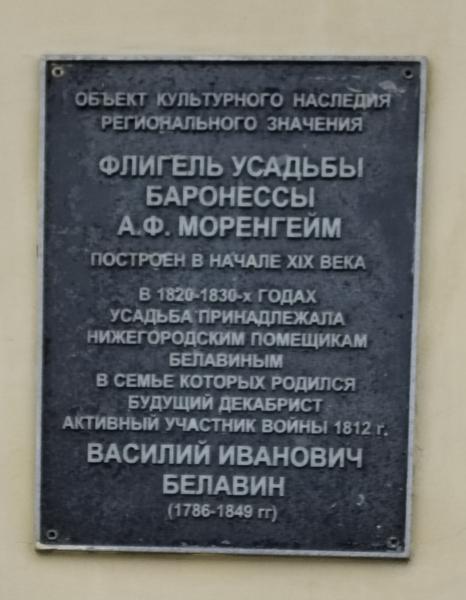 ОБЪЕКТ КУЛЬТУРНОГО НАСЛЕДИЯ
РЕГИОНАЛЬНОГО ЗНАЧЕНИЯ
ФЛИГЕЛЬ УСАДЬБЫ
БАРОНЕССЫ
А.Ф. МОРЕНГЕЙМ
ПОСТРОЕН В НАЧАЛЕ XIX ВЕКА
В 1820-1830-х ГОДАХ
УСАДЬБА ПРИНАДЛЕЖАЛА
НИЖЕГОРОДСКИМ ПОМЕЩИКАМ
БЕЛАВИНЫМ
В СЕМЬЕ КОТОРЫХ РОДИЛСЯ
БУДУЩИЙ ДЕКАБРИСТ
АКТИВНЫЙ УЧАСТНИК ВОЙНЫ 1812 г.
ВАСИЛИЙ ИВАНОВИЧ
БЕЛАВИН
(1786-1849 гг)